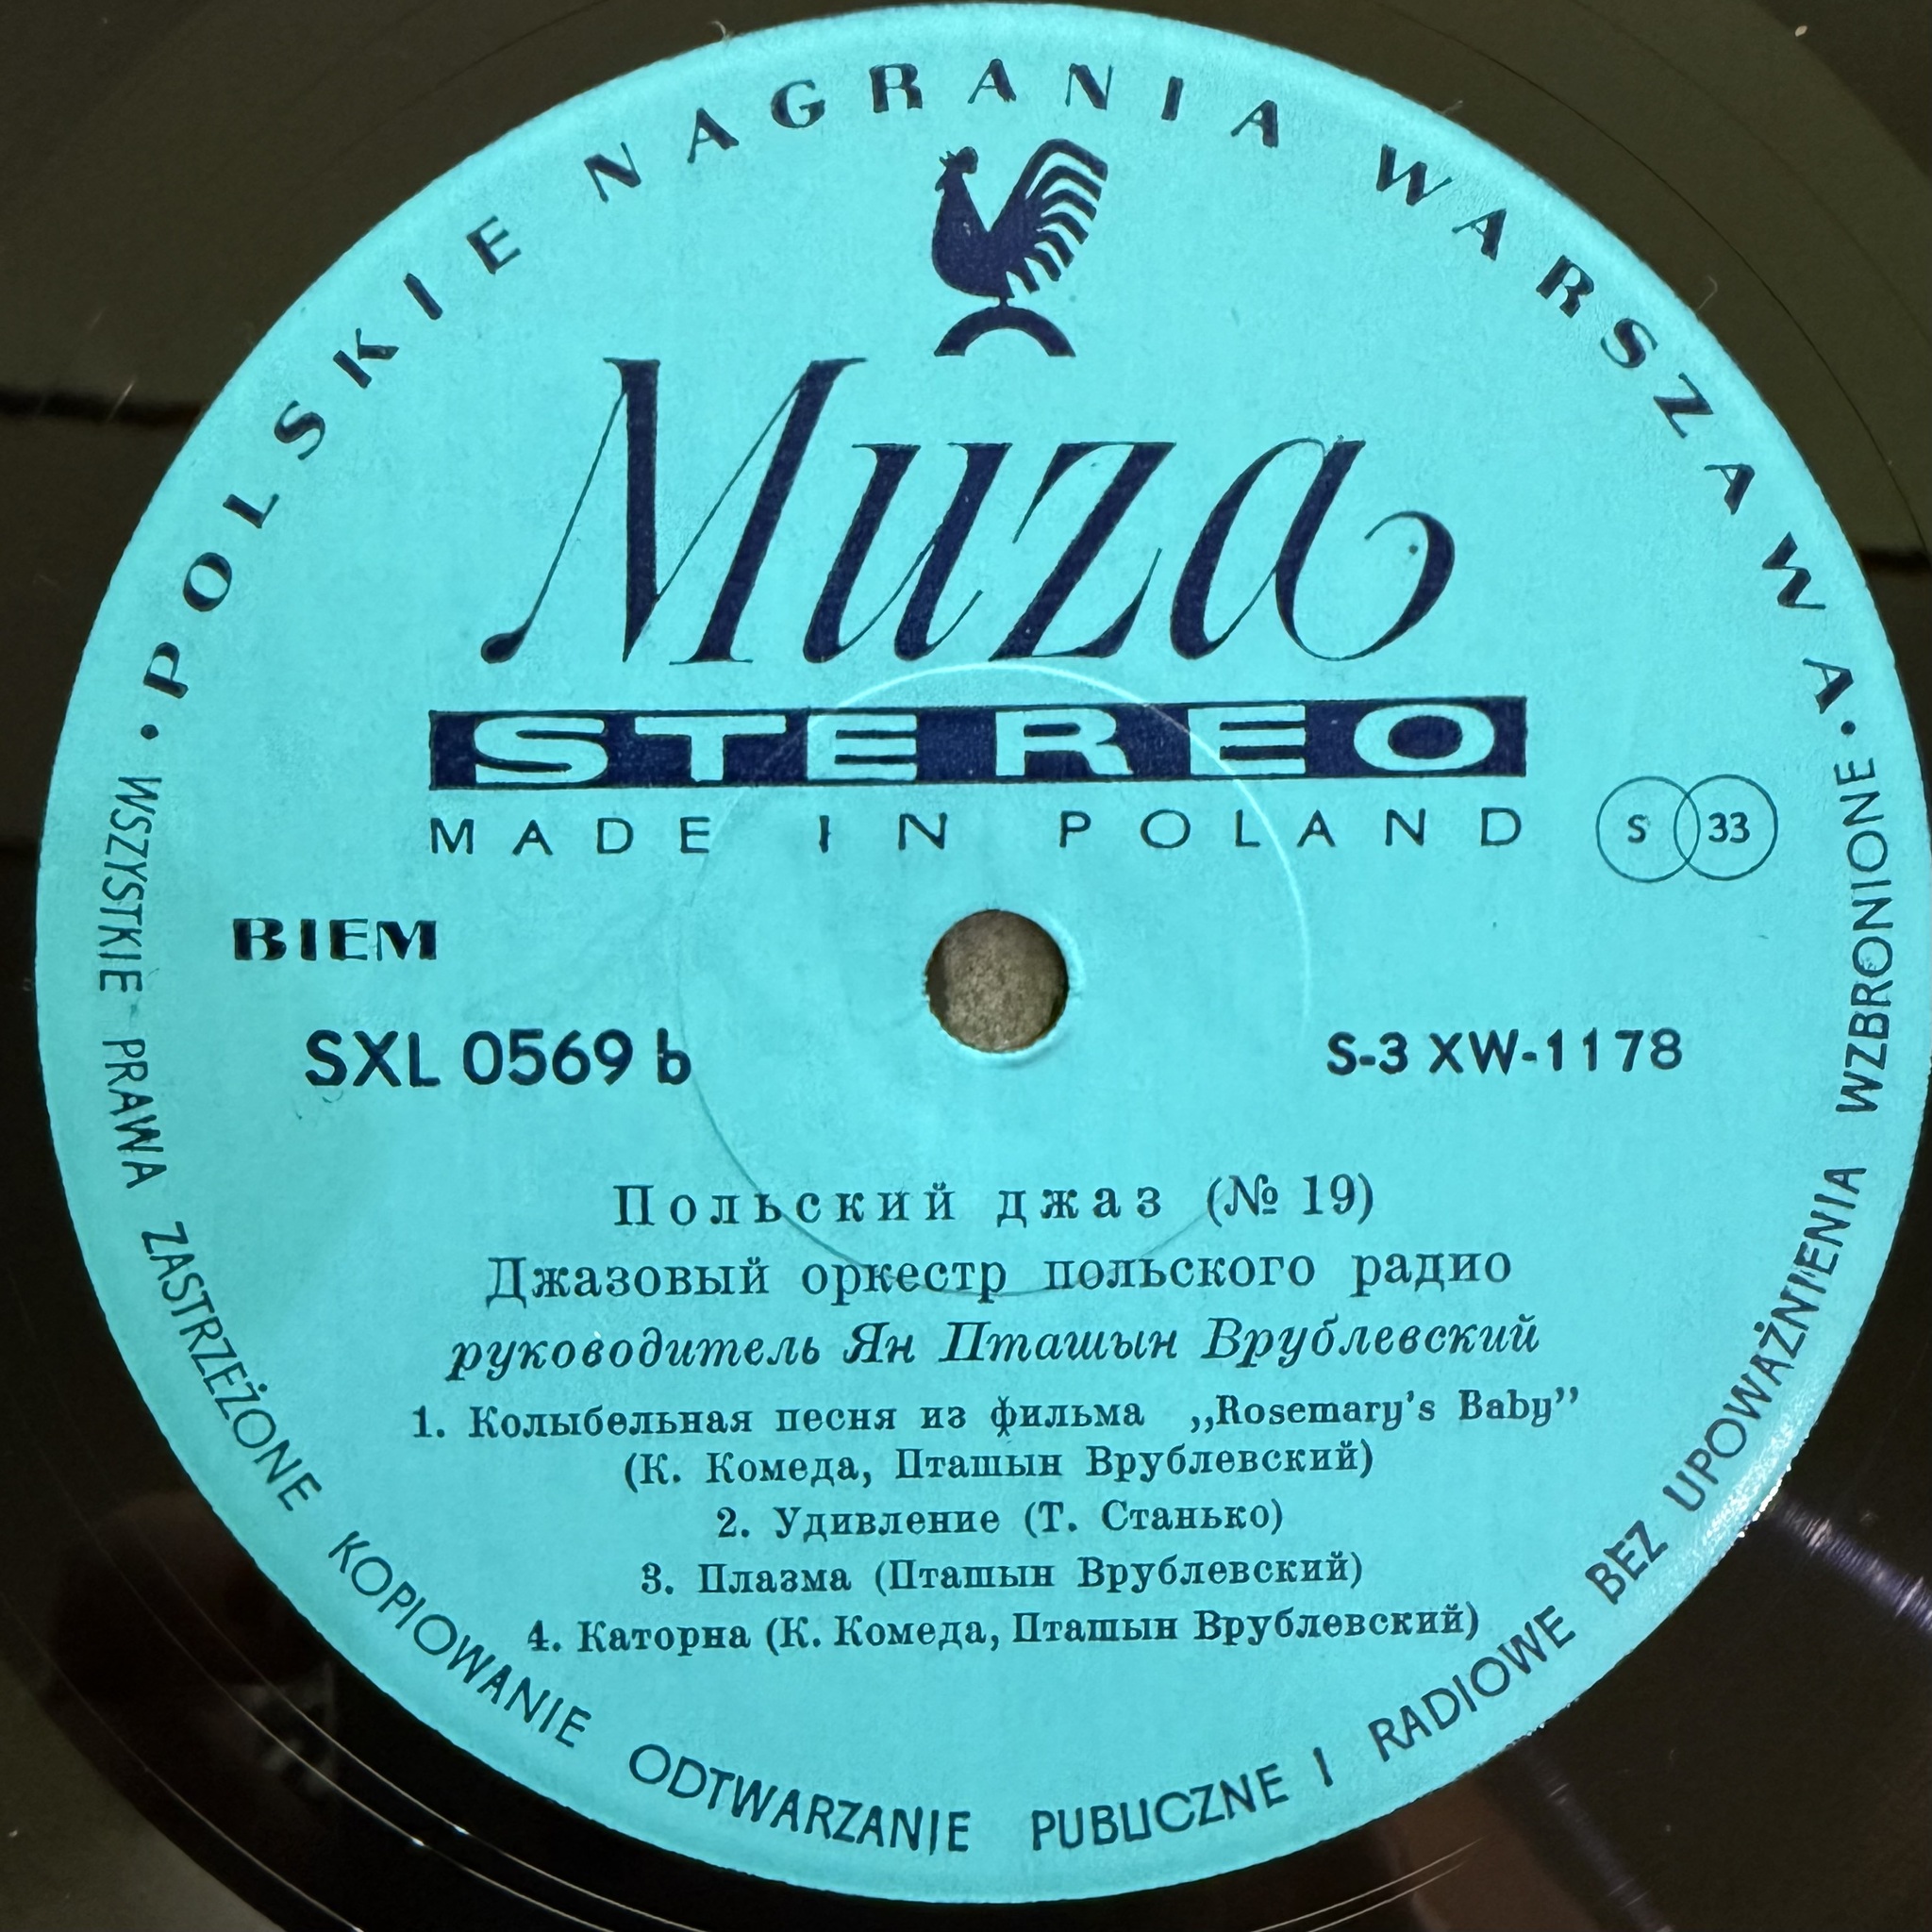 • POLSKIE NAGRANIA WARSZAWA •
Muza
STEREO
MADE IN POLAND
S 33
BIEM
SXL 0569 b
S-3 XW-1178
Польский джаз (№ 19)
Джазовый оркестр польского радио
руководитель Ян Пташын Врублевский
1. Колыбельная песня из фильма „Rosemary’s Baby”
(К. Комеда, Пташын Врублевский)
2. Удивление (Т. Станько)
3. Плазма (Пташын Врублевский)
4. Каторна (К. Комеда, Пташын Врублевский)
WSZYSTKIE PRAWA ZASTRZEŻONE KOPIOWANIE ODTWARZANIE PUBLICZNE I RADIOWE BEZ UPOWAŻNIENIA WZBRONIONE